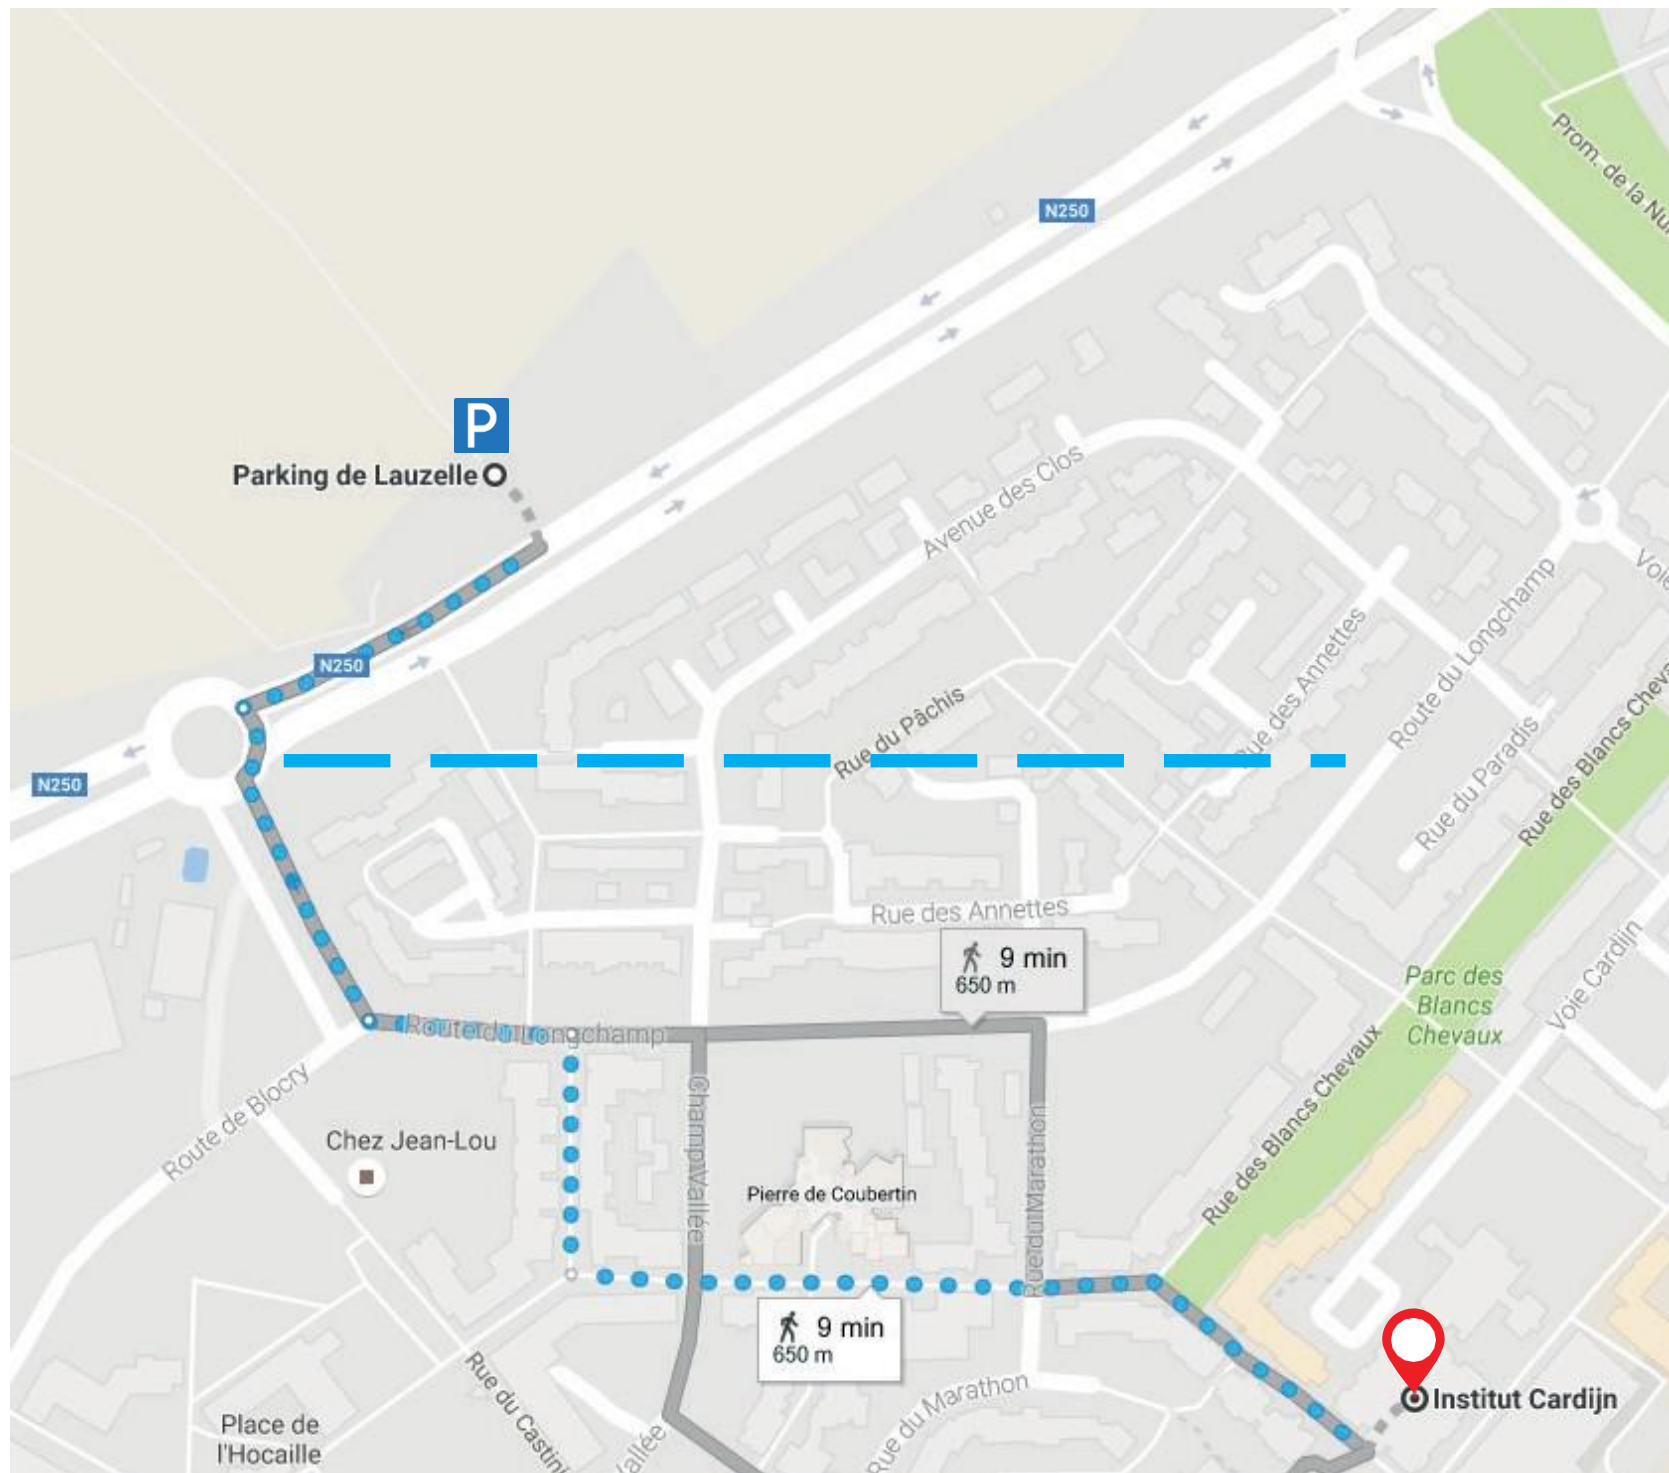 Prom. de la Nu
N250
P
Parking de Lauzelle
Avenue des Clos
Voie
N250
Route du Longchamp
Rue des Annettes
Rue du Pâchis
Rue du Paradis
Rue des Blancs Cheva
N250
Rue des Annettes
9 min
650 m
Parc des
Blancs
Chevaux
Voie Cardijn
Route du Longchamp
Route de Blocry
Champ Vallée
Rue du Marathon
Rue des Blancs Chevaux
Chez Jean-Lou
Pierre de Coubertin
9 min
650 m
Rue du Castin
Rue du Marathon
Institut Cardijn
Place de
l'Hocaille
allée